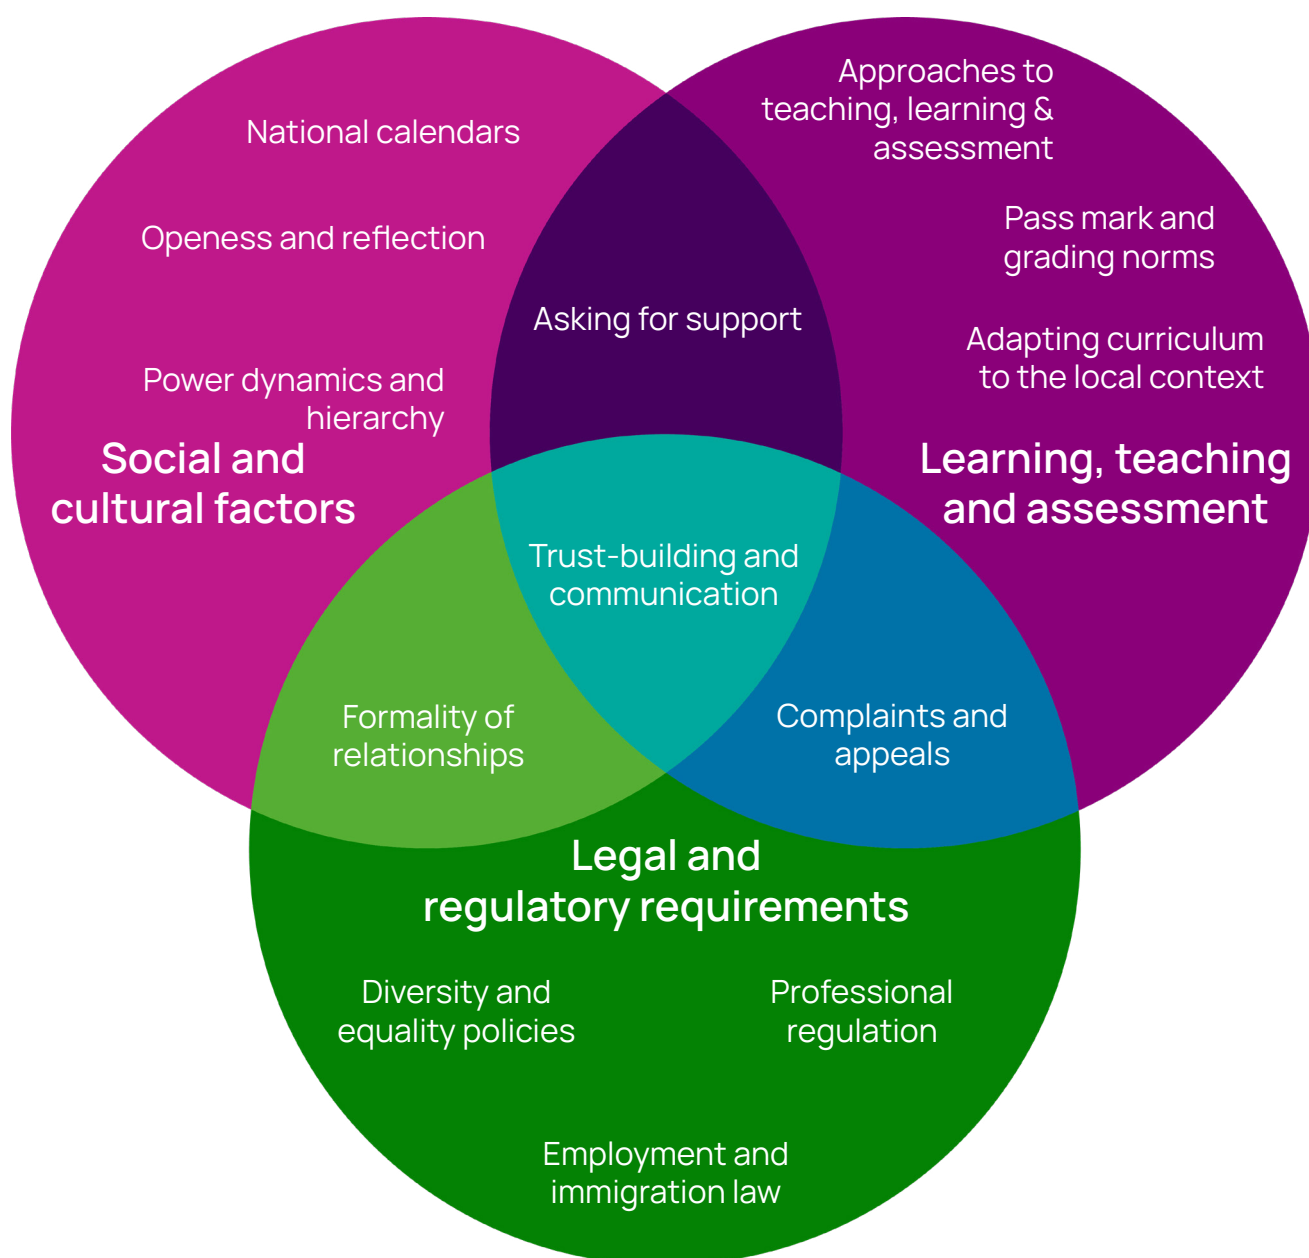 National calendars
Openess and reflection
Power dynamics and
hierarchy
Social and
cultural factors
Approaches to
teaching, learning &
assessment
Pass mark and
grading norms
Adapting curriculum
to the local context
Learning, teaching
and assessment
Asking for support
Trust-building and
communication
Formality of
relationships
Complaints and
appeals
Legal and
regulatory requirements
Diversity and
equality policies
Professional
regulation
Employment and
immigration law